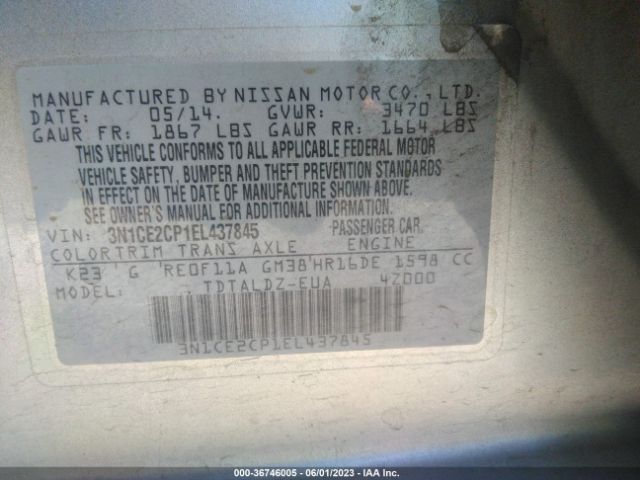 MANUFACTURED BY NISSAN MOTOR CO., LTD.
DATE: 05/14. GVWR: 3470 LBS
GAWR FR: 1867 LBS GAWR RR: 1664 LBS
THIS VEHICLE CONFORMS TO ALL APPLICABLE FEDERAL MOTOR
VEHICLE SAFETY, BUMPER AND THEFT PREVENTION STANDARDS
IN EFFECT ON THE DATE OF MANUFACTURE SHOWN ABOVE.
SEE OWNER'S MANUAL FOR ADDITIONAL INFORMATION.
VIN: 3N1CE2CP1EL437845 PASSENGER CAR.
COLOR TRIM TRANS AXLE ENGINE
K23 G RE0F11A GM38 HR16DE 1598 CC
MODEL: TDTALDZ-EUA 4Z000
3N1CE2CP1EL437845
000-36746005 - 06/01/2023 - IAA Inc.